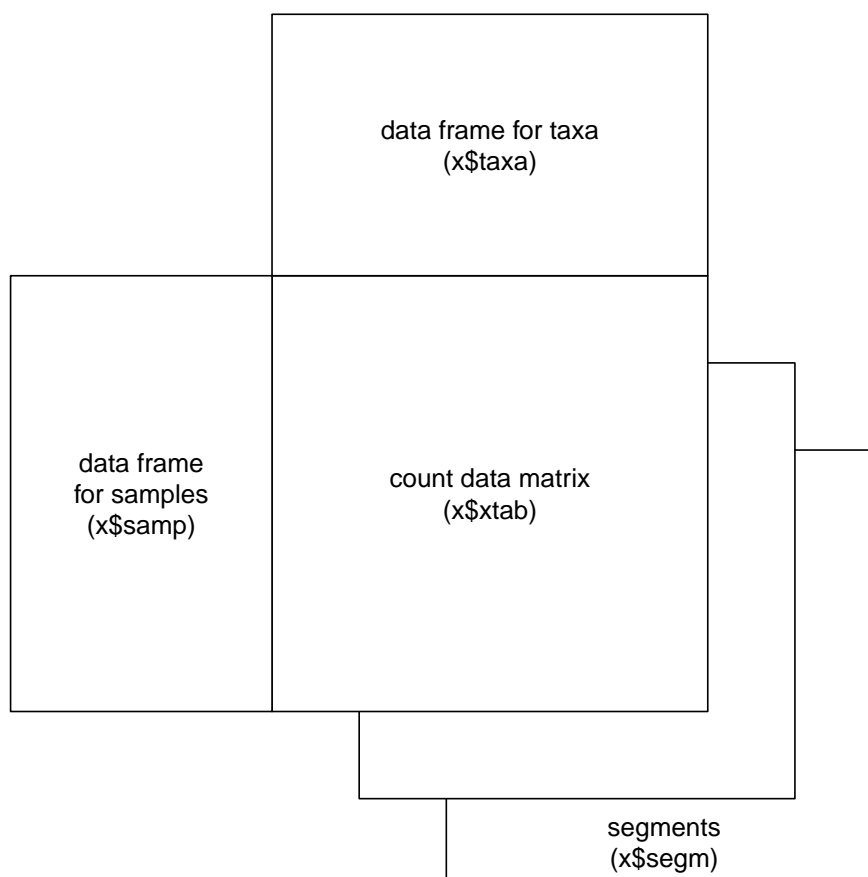 data frame for taxa
(x$taxa)
data frame
for samples
(x$samp)
count data matrix
(x$xtab)
segments
(x$segm)